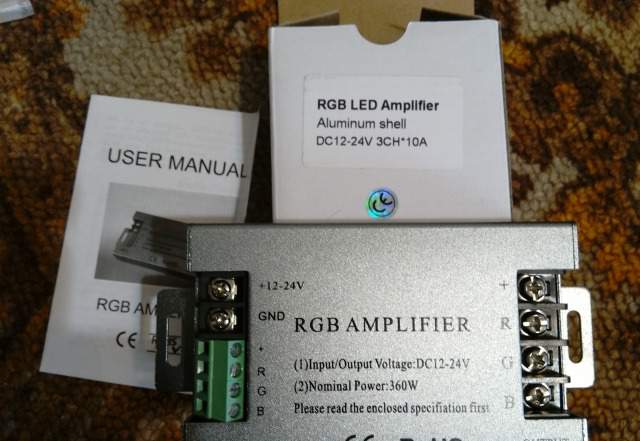 RGB LED Amplifier
Aluminum shell
DC12-24V 3CH*10A
CE
USER MANUAL
RGB AM
CE
+12-24V
GND
+
R
G
B
RGB AMPLIFIER
(1)Input/Output Voltage:DC12-24V
(2)Nominal Power:360W
Please read the enclosed specifiation first
+
R
G
B